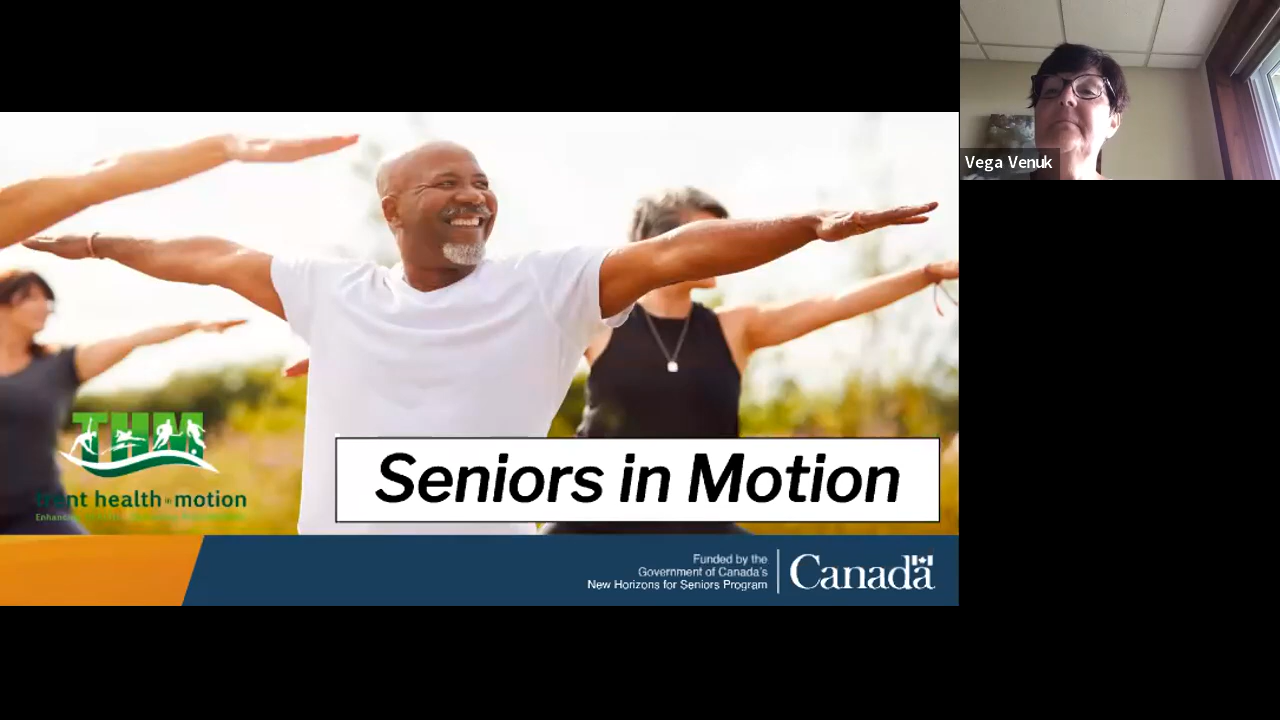 Vega Venuk
THM
trent health in motion
Seniors in Motion
Funded by the
Government of Canada's
New Horizons for Seniors Program
Canada